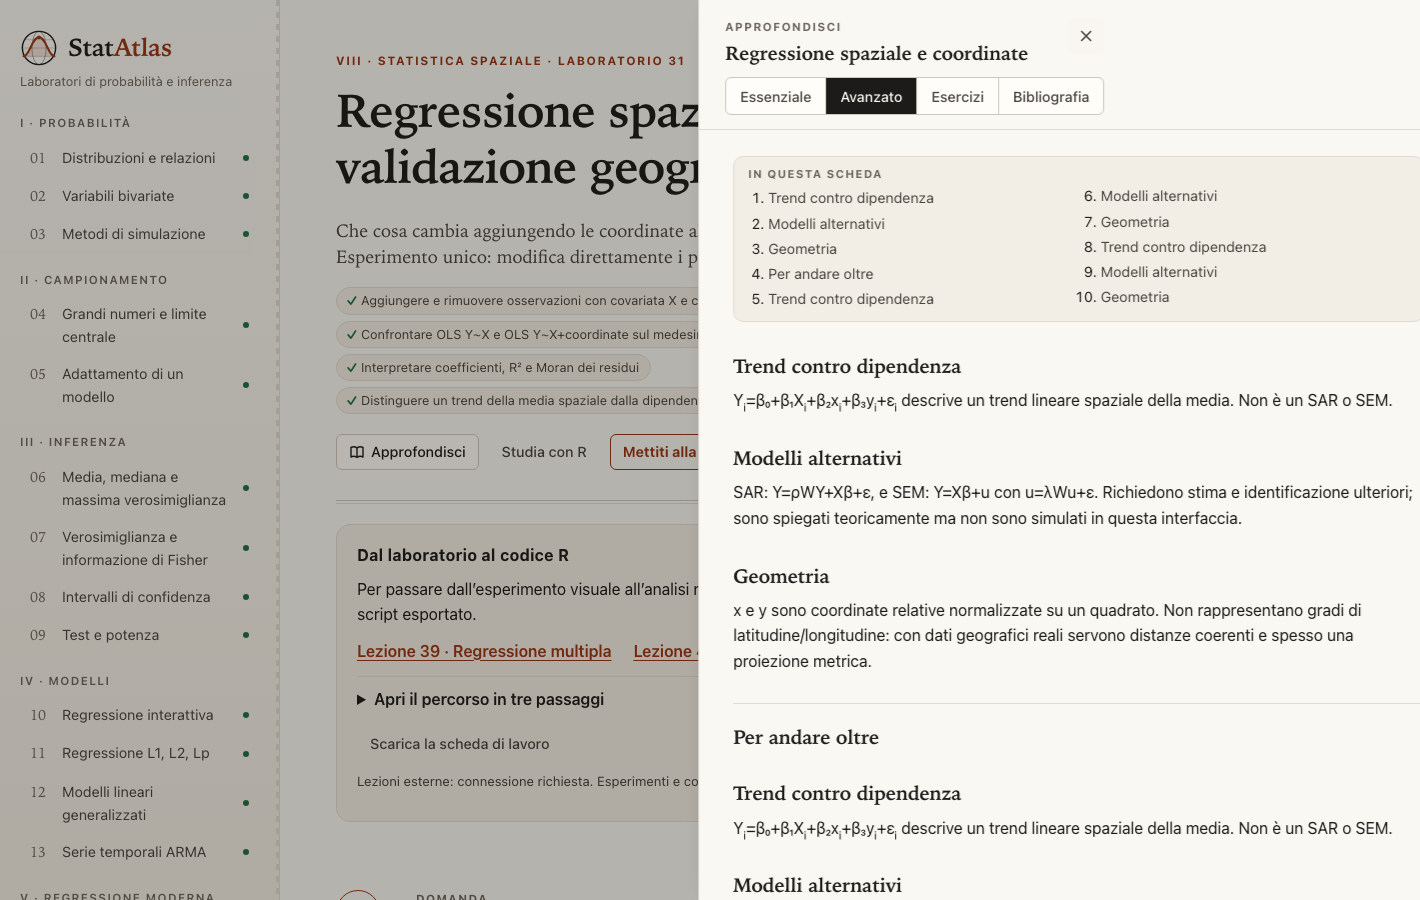 StatAtlas
Laboratori di probabilità e inferenza
I · PROBABILITÀ
01 Distribuzioni e relazioni
02 Variabili bivariate
03 Metodi di simulazione
II · CAMPIONAMENTO
04 Grandi numeri e limite
centrale
05 Adattamento di un
modello
III · INFERENZA
06 Media, mediana e
massima verosimiglianza
07 Verosimiglianza e
informazione di Fisher
08 Intervalli di confidenza
09 Test e potenza
IV · MODELLI
10 Regressione interattiva
11 Regressione L1, L2, Lp
12 Modelli lineari
generalizzati
13 Serie temporali ARMA
V · REGRESSIONE MODERNA
VIII · STATISTICA SPAZIALE · LABORATORIO 31
Regressione spaz
validazione geogr
Che cosa cambia aggiungendo le coordinate a
Esperimento unico: modifica direttamente i p
Aggiungere e rimuovere osservazioni con covariata X e c
Confrontare OLS Y~X e OLS Y~X+coordinate sul medesi
Interpretare coefficienti, R² e Moran dei residui
Distinguere un trend della media spaziale dalla dipenden
Approfondisci Studia con R Mettiti alla
Dal laboratorio al codice R
Per passare dall'esperimento visuale all'analisi r
script esportato.
Lezione 39 · Regressione multipla Lezione
Apri il percorso in tre passaggi
Scarica la scheda di lavoro
Lezioni esterne: connessione richiesta. Esperimenti e co
DOMANDA
APPROFONDISCI
Regressione spaziale e coordinate
Essenziale Avanzato Esercizi Bibliografia
IN QUESTA SCHEDA
1. Trend contro dipendenza
2. Modelli alternativi
3. Geometria
4. Per andare oltre
5. Trend contro dipendenza
6. Modelli alternativi
7. Geometria
8. Trend contro dipendenza
9. Modelli alternativi
10. Geometria
Trend contro dipendenza
Yᵢ=β₀+β₁Xᵢ+β₂xᵢ+β₃yᵢ+εᵢ descrive un trend lineare spaziale della media. Non è un SAR o SEM.
Modelli alternativi
SAR: Y=ρWY+Xβ+ε, e SEM: Y=Xβ+u con u=λWu+ε. Richiedono stima e identificazione ulteriori;
sono spiegati teoricamente ma non sono simulati in questa interfaccia.
Geometria
x e y sono coordinate relative normalizzate su un quadrato. Non rappresentano gradi di
latitudine/longitudine: con dati geografici reali servono distanze coerenti e spesso una
proiezione metrica.
Per andare oltre
Trend contro dipendenza
Yᵢ=β₀+β₁Xᵢ+β₂xᵢ+β₃yᵢ+εᵢ descrive un trend lineare spaziale della media. Non è un SAR o SEM.
Modelli alternativi